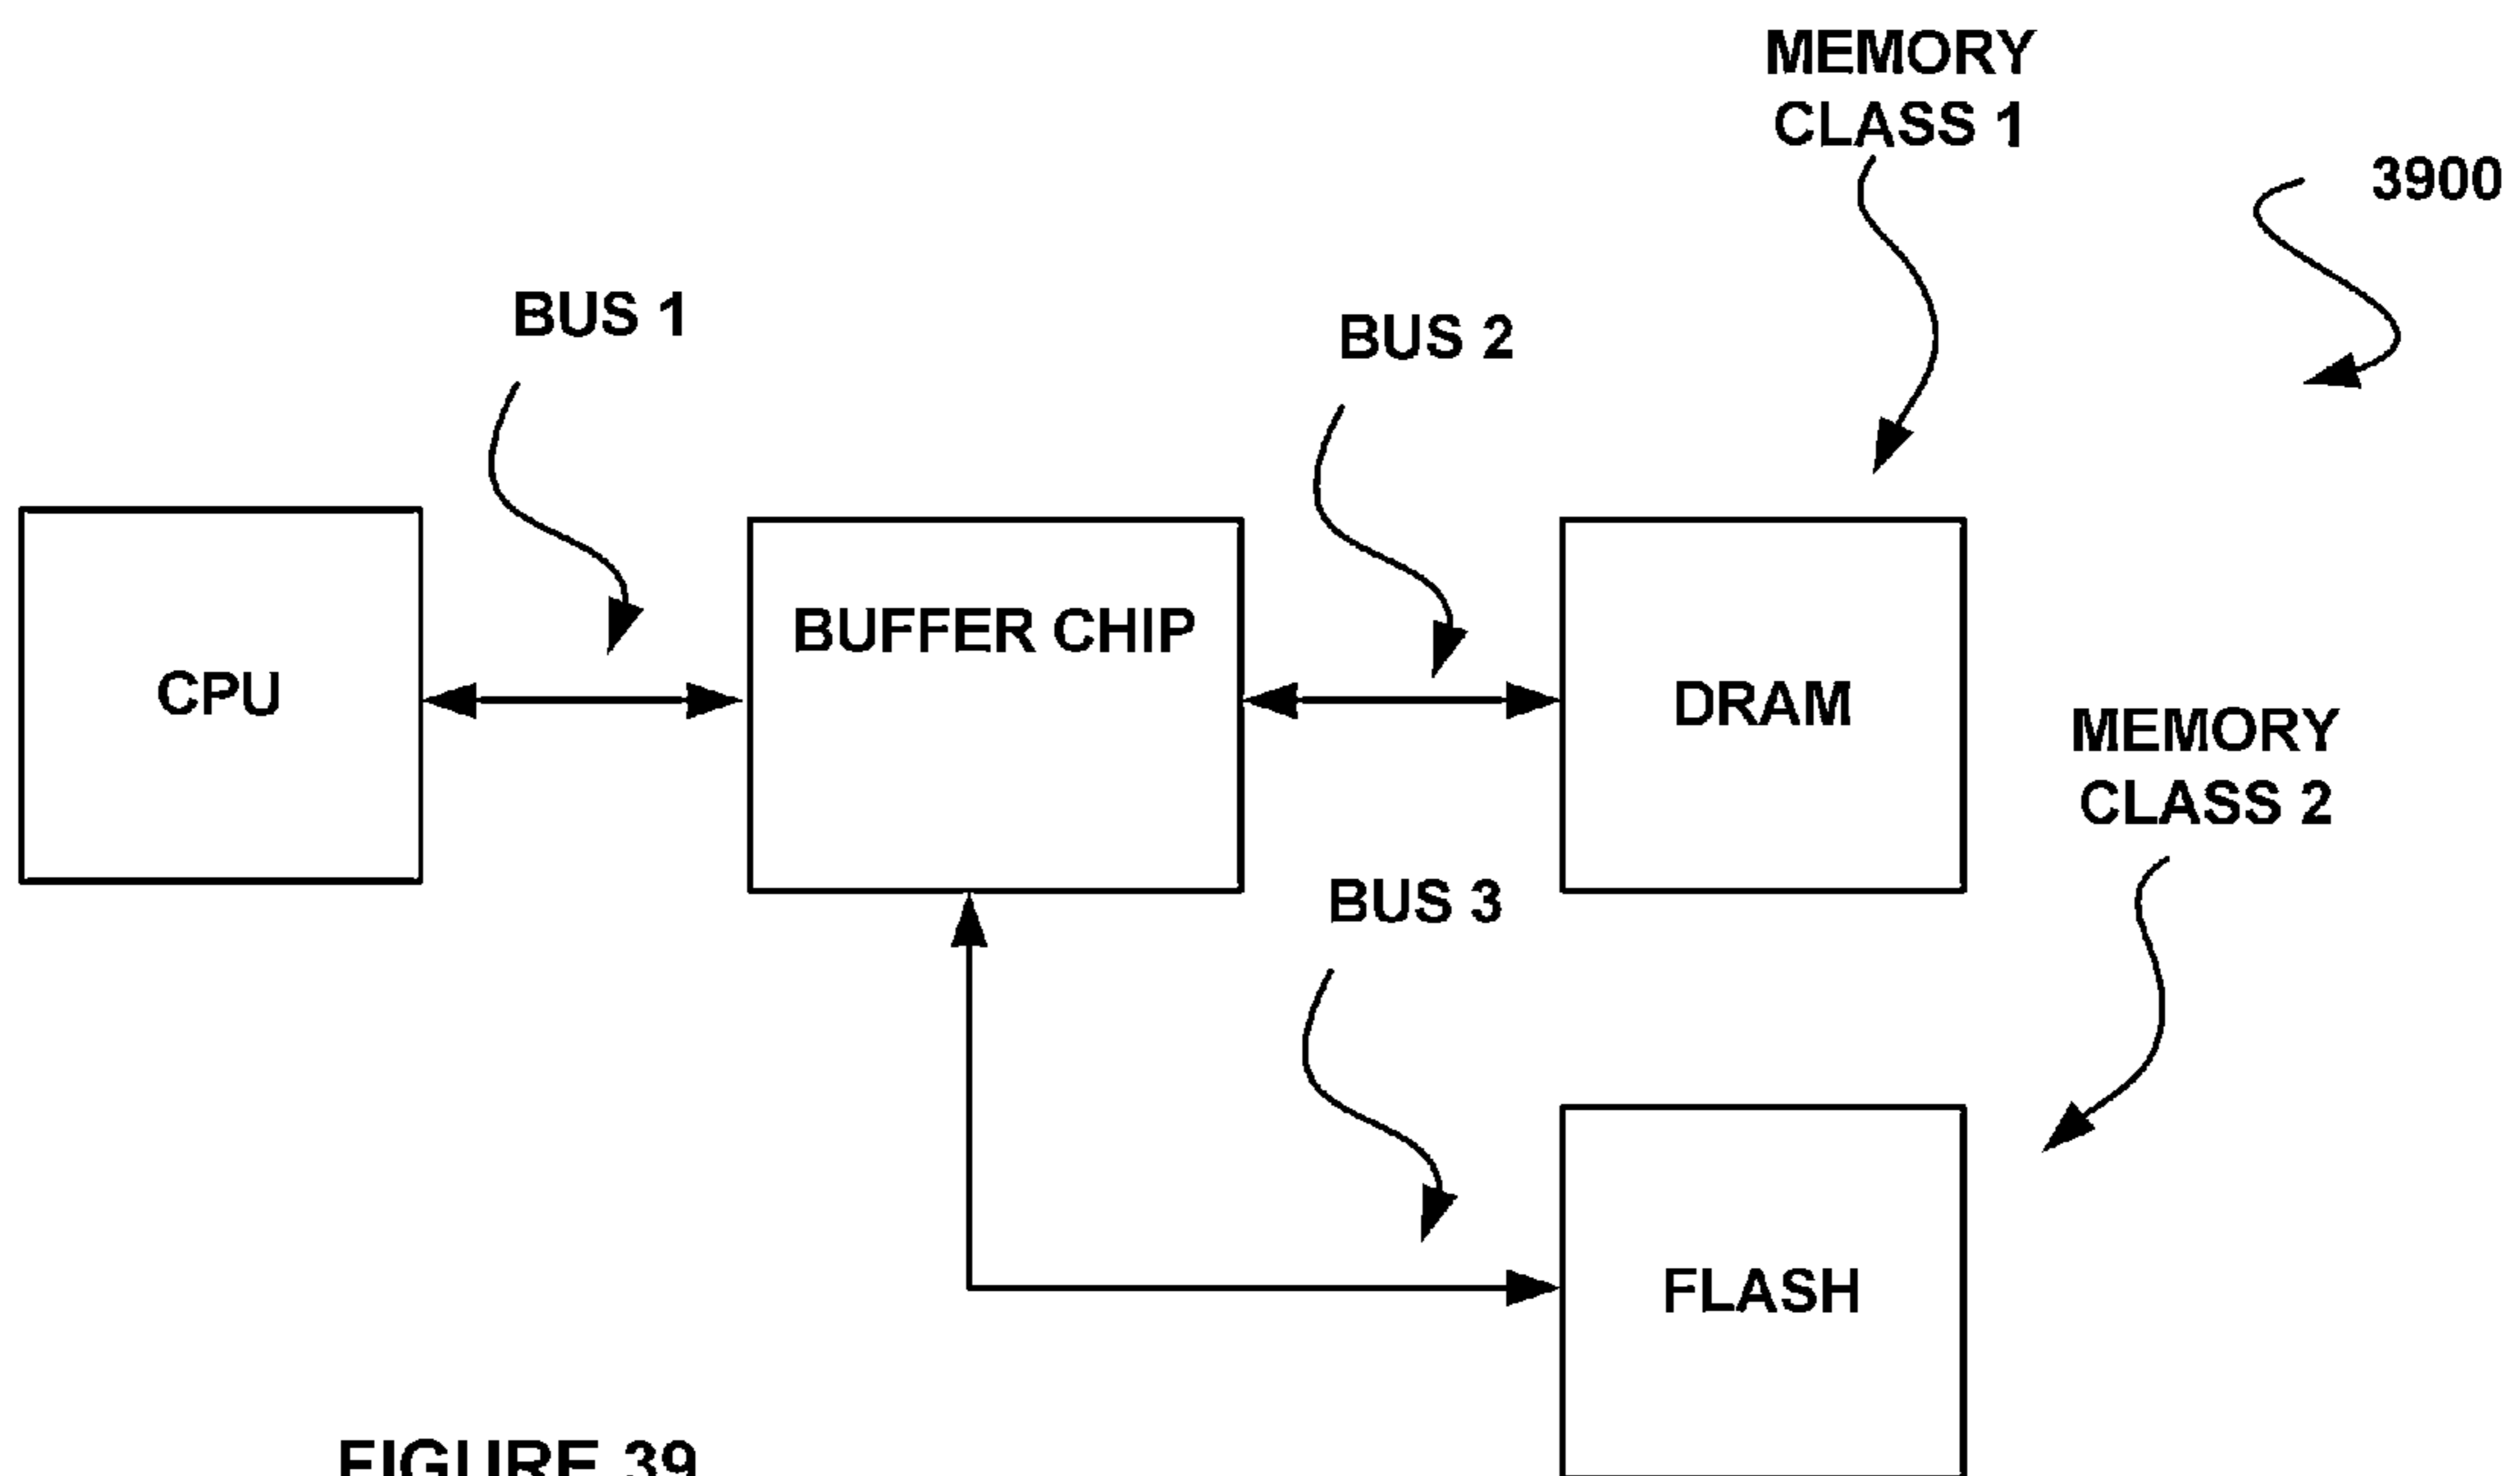 MEMORY
CLASS 1
3900
BUS 1
BUS 2
CPU
BUFFER CHIP
DRAM
MEMORY
CLASS 2
BUS 3
FLASH
FIGURE 39